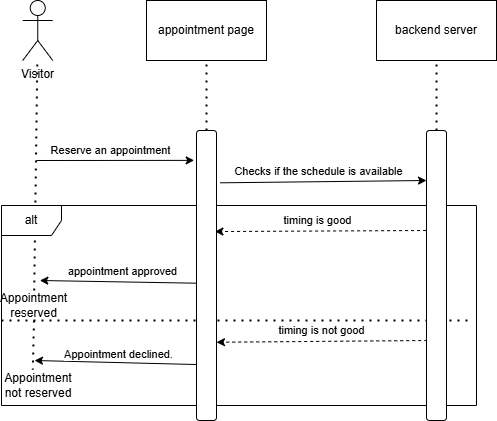 Visitor
appointment page
backend server
Reserve an appointment
Checks if the schedule is available
alt
timing is good
appointment approved
Appointment
reserved
timing is not good
Appointment declined.
Appointment
not reserved